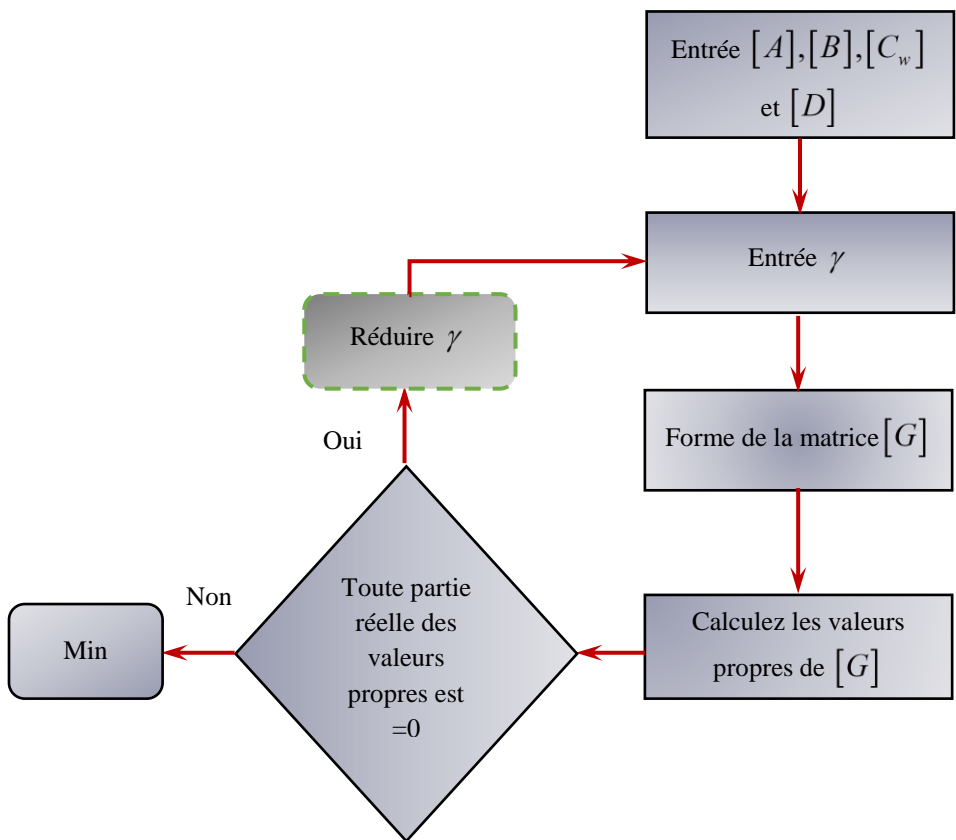 Entrée [A],[B],[C_w]
et [D]
Entrée γ
Réduire γ
Forme de la matrice [G]
Oui
Non
Toute partie
réelle des
valeurs
propres est
=0
Min
Calculez les valeurs
propres de [G]